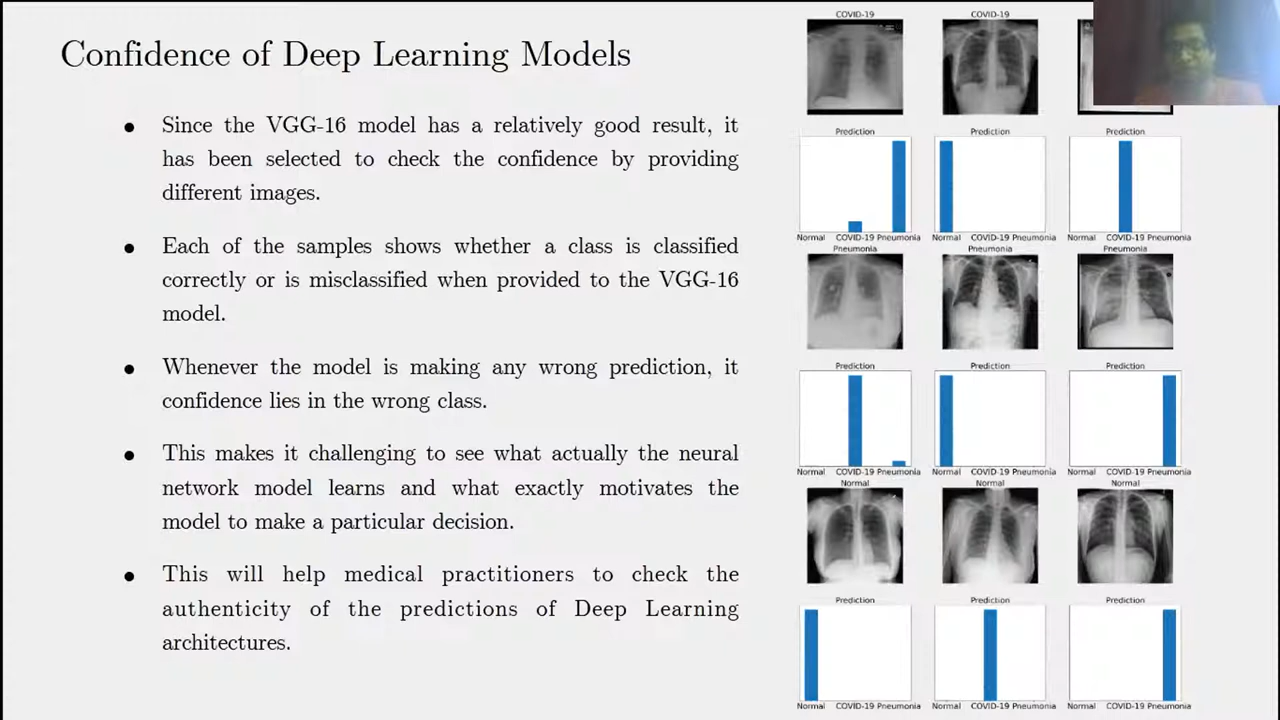 Confidence of Deep Learning Models
• Since the VGG-16 model has a relatively good result, it
has been selected to check the confidence by providing
different images.
• Each of the samples shows whether a class is classified
correctly or is misclassified when provided to the VGG-16
model.
• Whenever the model is making any wrong prediction, it
confidence lies in the wrong class.
• This makes it challenging to see what actually the neural
network model learns and what exactly motivates the
model to make a particular decision.
• This will help medical practitioners to check the
authenticity of the predictions of Deep Learning
architectures.
COVID-19 COVID-19
Prediction Prediction Prediction
Normal COVID-19 Pneumonia Normal COVID-19 Pneumonia Normal COVID-19 Pneumonia
Pneumonia Pneumonia Pneumonia
Prediction Prediction Prediction
Normal COVID-19 Pneumonia Normal COVID-19 Pneumonia Normal COVID-19 Pneumonia
Normal Normal Normal
Prediction Prediction Prediction
Normal COVID-19 Pneumonia Normal COVID-19 Pneumonia Normal COVID-19 Pneumonia